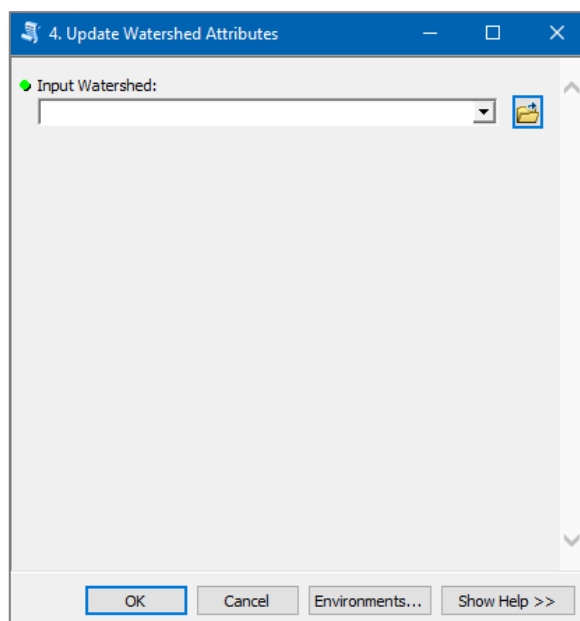 4. Update Watershed Attributes
Input Watershed:
OK Cancel Environments... Show Help >>